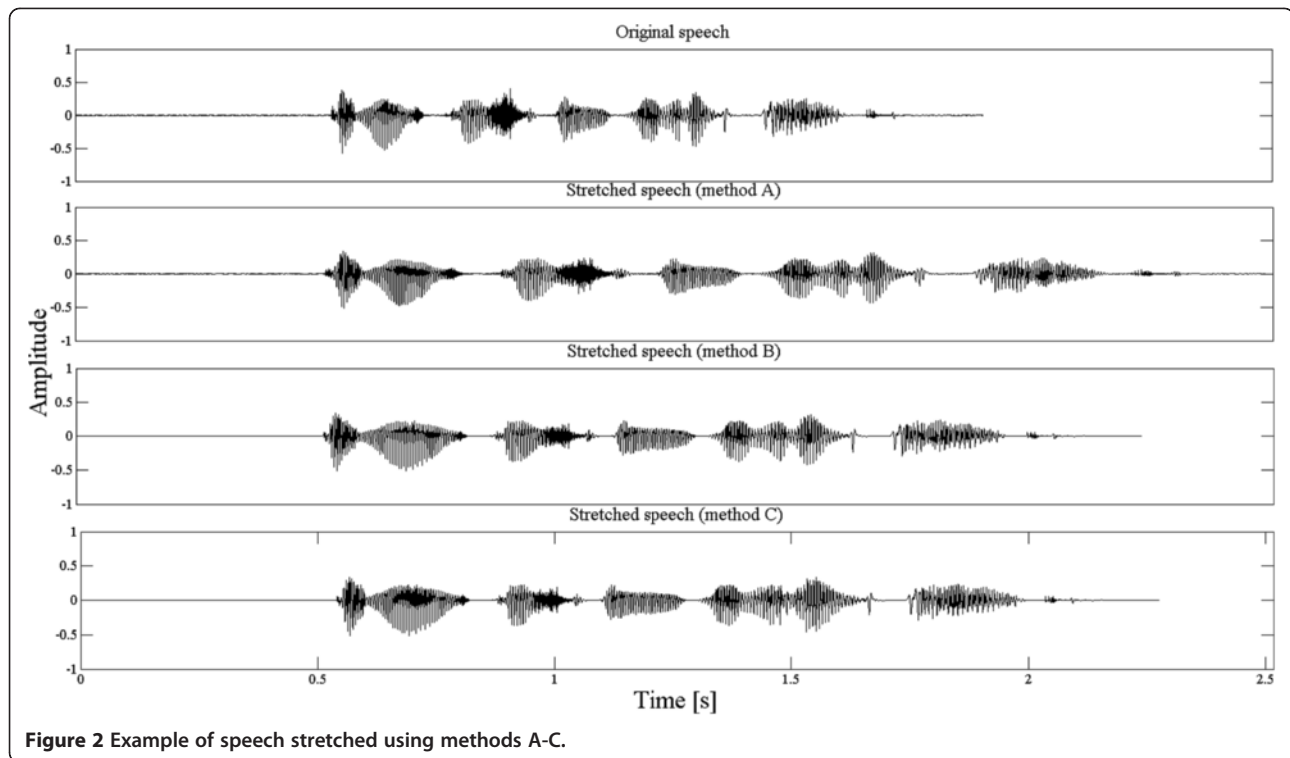 Original speech
1
0.5
0
-0.5
-1
Stretched speech (method A)
1
0.5
0
-0.5
-1
Amplitude
Stretched speech (method B)
1
0.5
0
-0.5
-1
Stretched speech (method C)
1
0.5
0
-0.5
-1
0 0.5 1 1.5 2 2.5
Time [s]
Figure 2 Example of speech stretched using methods A-C.